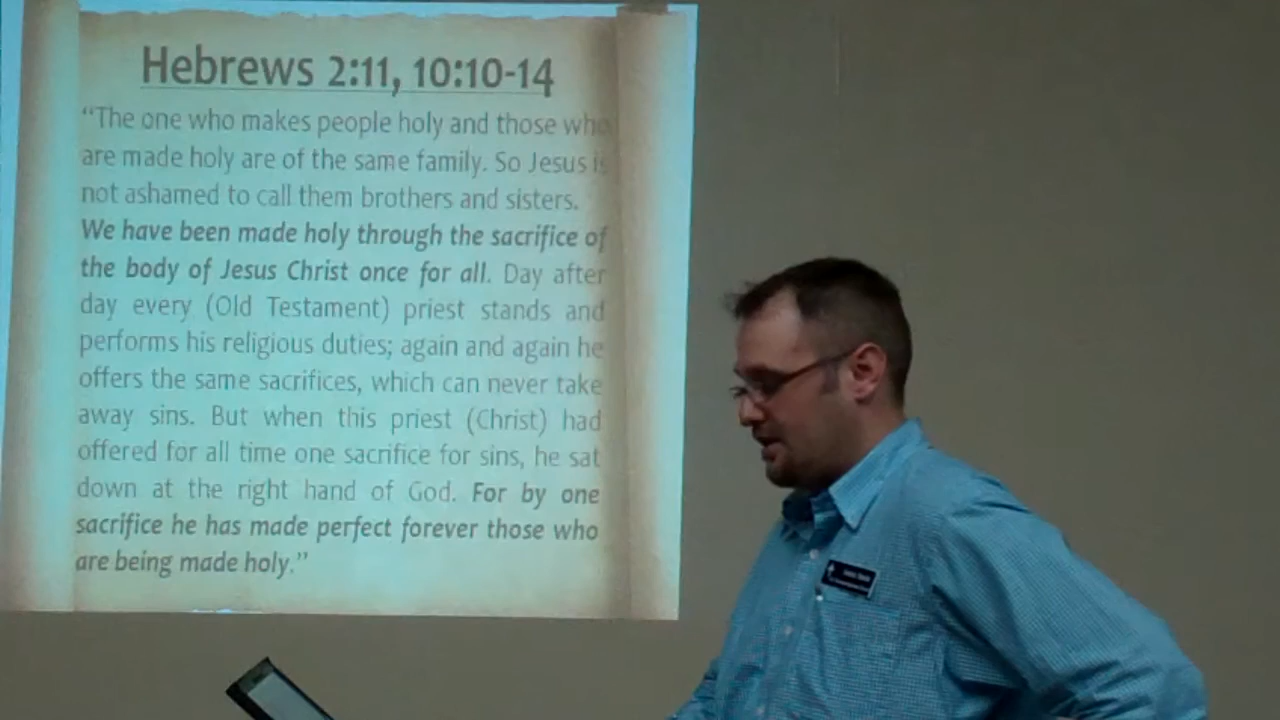 Hebrews 2:11, 10:10-14
“The one who makes people holy and those who
are made holy are of the same family. So Jesus is
not ashamed to call them brothers and sisters.
We have been made holy through the sacrifice of
the body of Jesus Christ once for all. Day after
day every (Old Testament) priest stands and
performs his religious duties; again and again he
offers the same sacrifices, which can never take
away sins. But when this priest (Christ) had
offered for all time one sacrifice for sins, he sat
down at the right hand of God. For by one
sacrifice he has made perfect forever those who
are being made holy.”